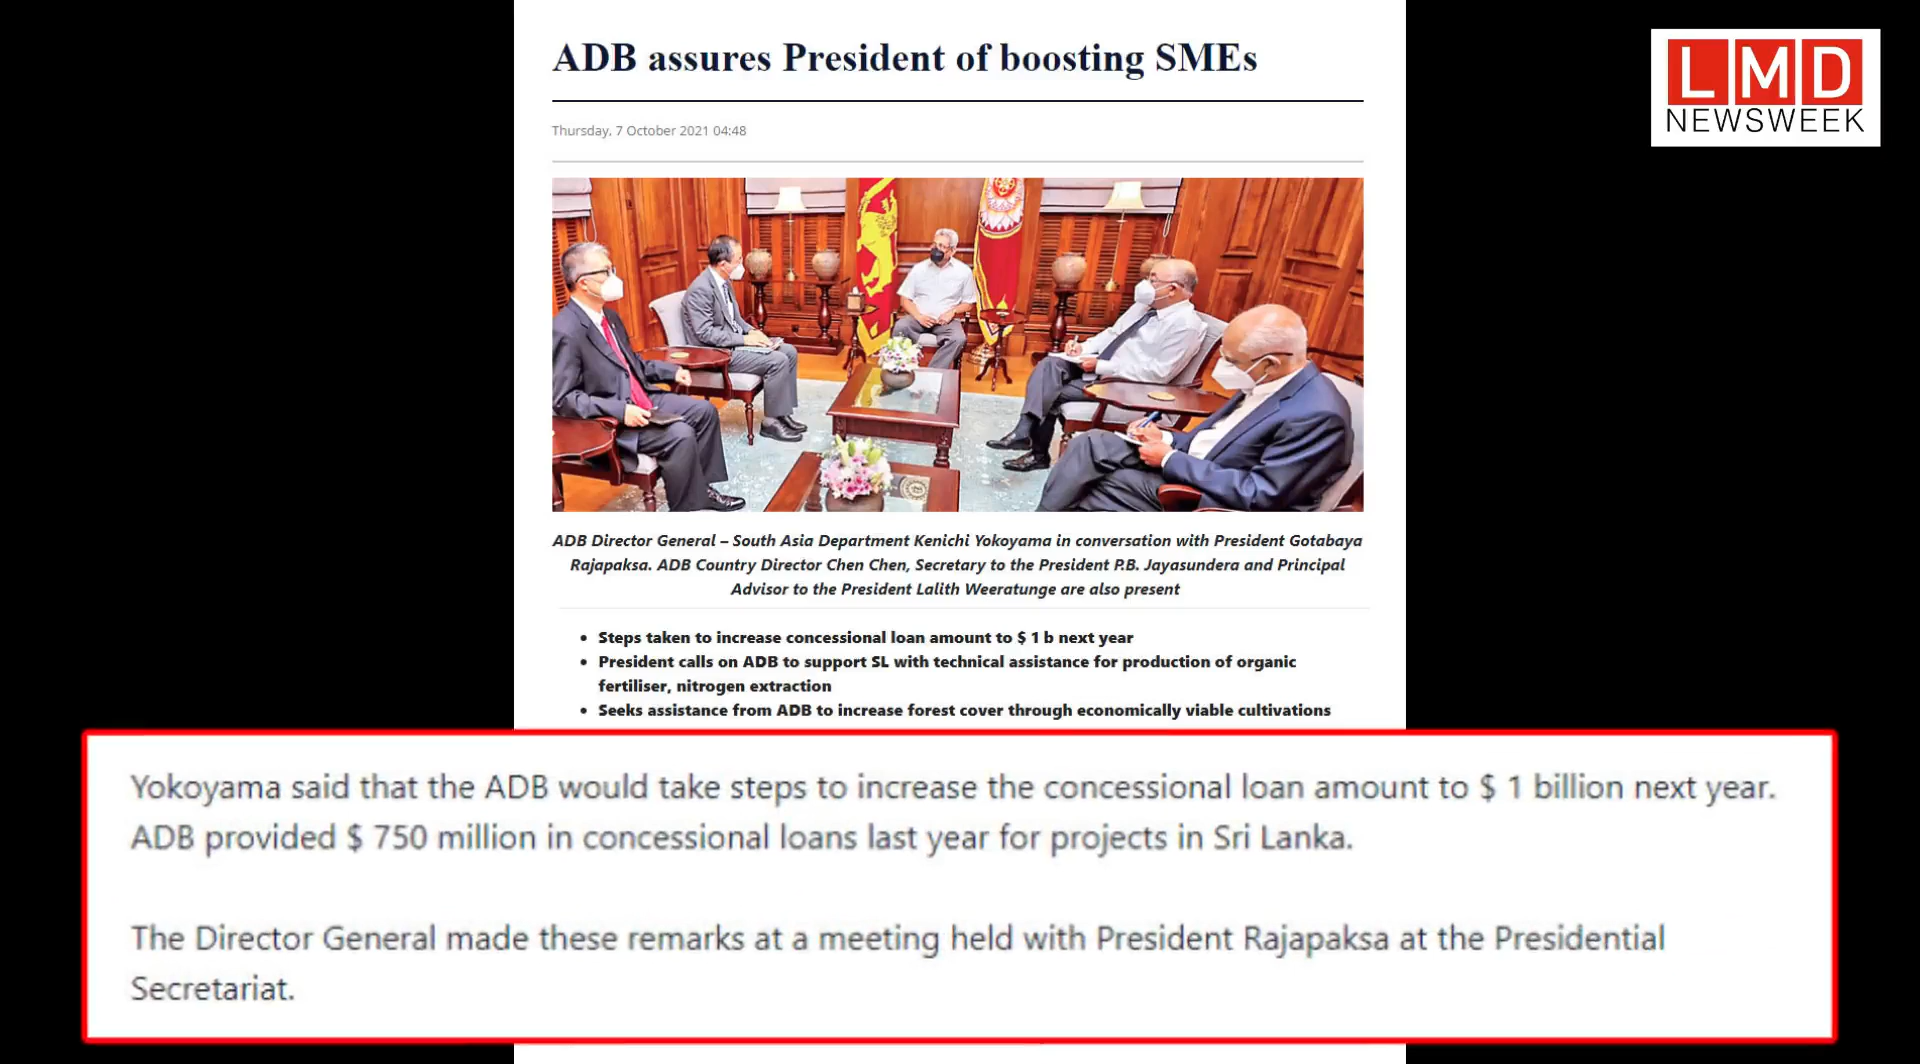 ADB assures President of boosting SMEs
LMD
NEWSWEEK
Thursday, 7 October 2021 04:48
ADB Director General – South Asia Department Kenichi Yokoyama in conversation with President Gotabaya
Rajapaksa. ADB Country Director Chen Chen, Secretary to the President P.B. Jayasundera and Principal
Advisor to the President Lalith Weeratunge are also present
• Steps taken to increase concessional loan amount to $ 1 b next year
• President calls on ADB to support SL with technical assistance for production of organic
fertiliser, nitrogen extraction
• Seeks assistance from ADB to increase forest cover through economically viable cultivations
Yokoyama said that the ADB would take steps to increase the concessional loan amount to $ 1 billion next year.
ADB provided $ 750 million in concessional loans last year for projects in Sri Lanka.
The Director General made these remarks at a meeting held with President Rajapaksa at the Presidential
Secretariat.